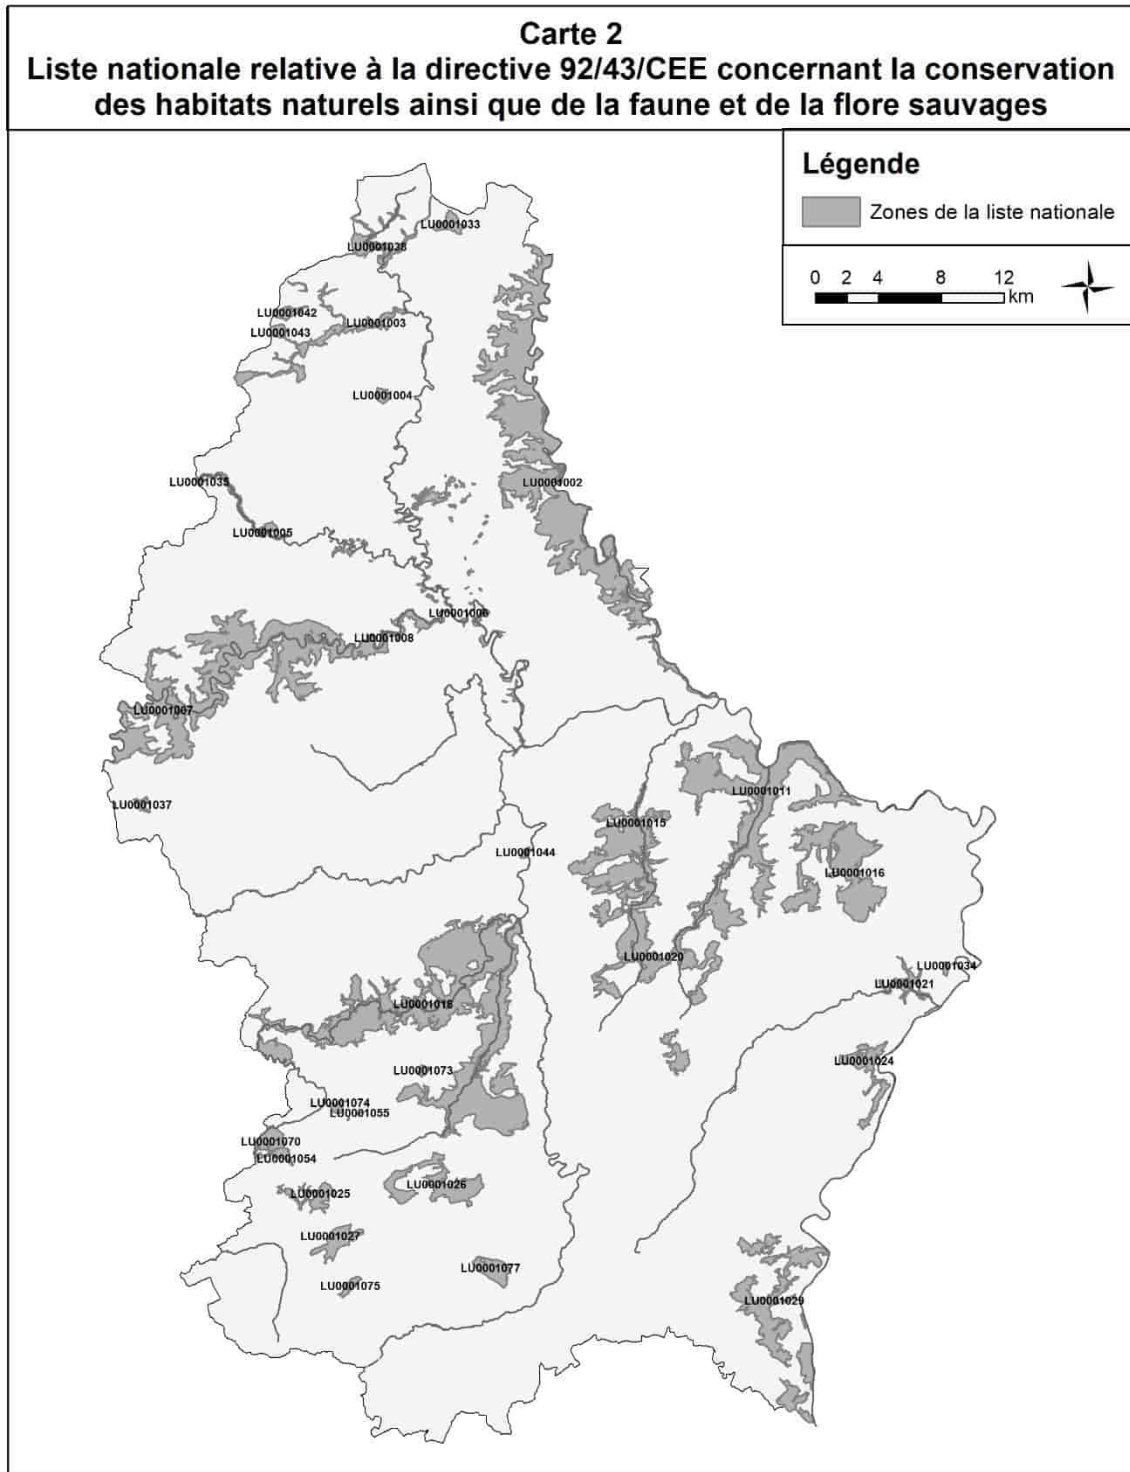 Carte 2
Liste nationale relative à la directive 92/43/CEE concernant la conservation
des habitats naturels ainsi que de la faune et de la flore sauvages
Légende
Zones de la liste nationale
0 2 4 8 12
km
LU0001033
LU0001038
LU0001042
LU0001003
LU0001043
LU0001004
LU0001035
LU0001002
LU0001005
LU0001006
LU0001008
LU0001007
LU0001011
LU0001037
LU0001015
LU0001044
LU0001016
LU0001020
LU0001034
LU0001021
LU0001018
LU0001024
LU0001073
LU0001074
LU0001055
LU0001070
LU0001054
LU0001026
LU0001025
LU0001027
LU0001077
LU0001075
LU0001029